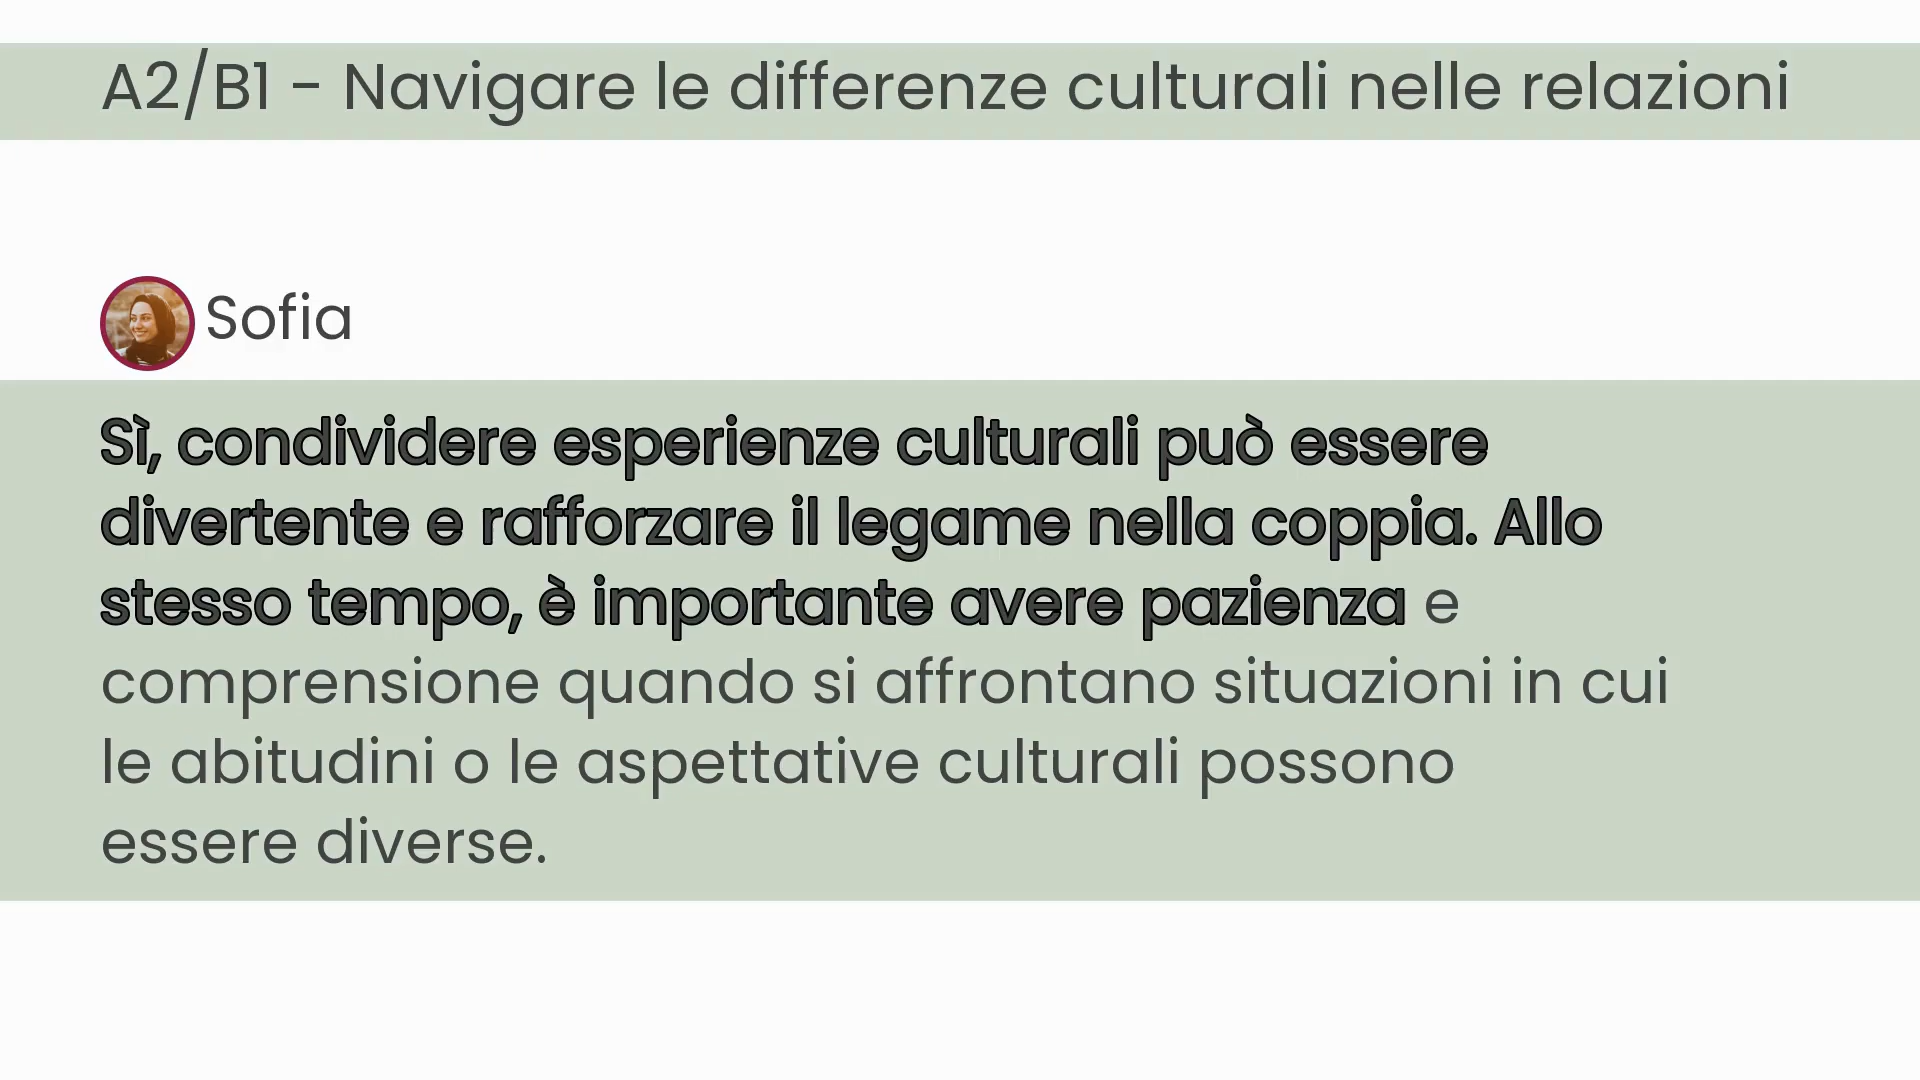 A2/B1 - Navigare le differenze culturali nelle relazioni
Sofia
Sì, condividere esperienze culturali può essere
divertente e rafforzare il legame nella coppia. Allo
stesso tempo, è importante avere pazienza e
comprensione quando si affrontano situazioni in cui
le abitudini o le aspettative culturali possono
essere diverse.